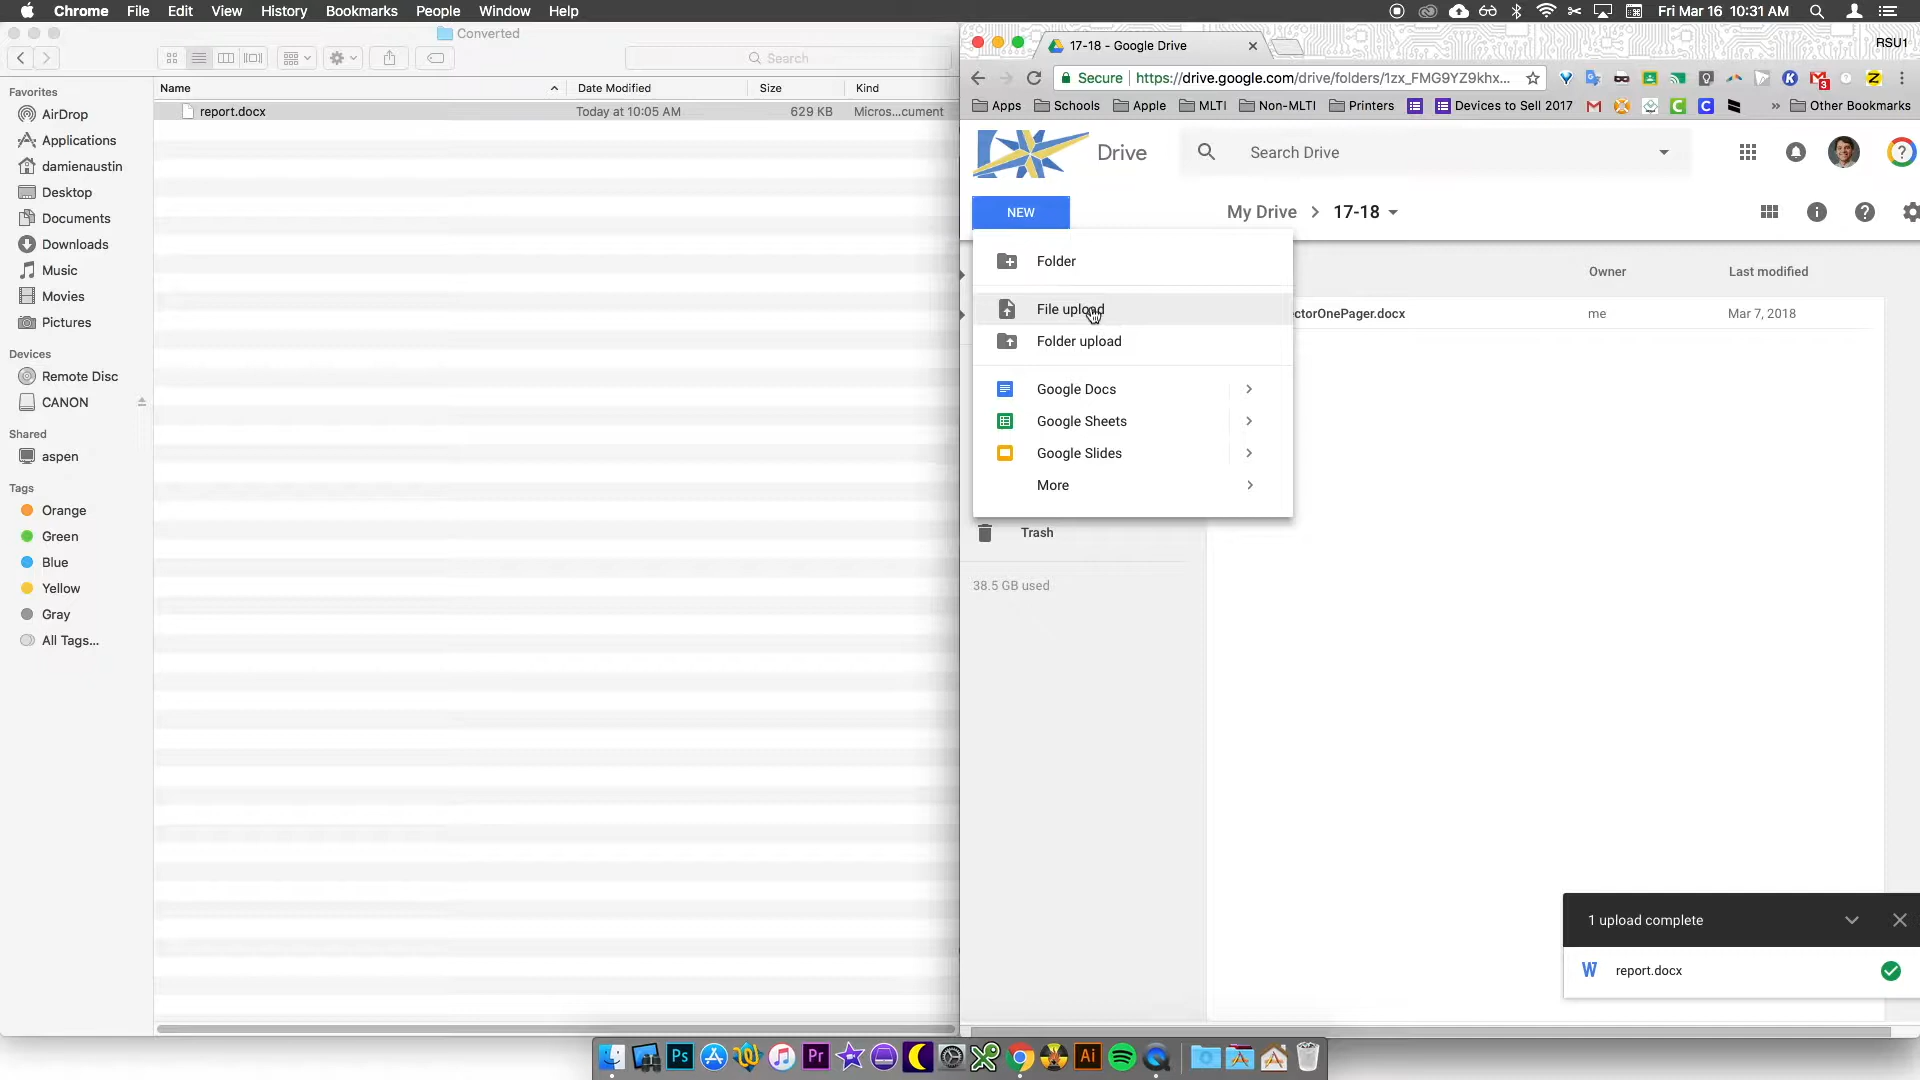 Chrome File Edit View History Bookmarks People Window Help
Fri Mar 16 10:31 AM
Converted
Search
Favorites
AirDrop
Applications
damienaustin
Desktop
Documents
Downloads
Music
Movies
Pictures
Devices
Remote Disc
CANON
Shared
aspen
Tags
Orange
Green
Blue
Yellow
Gray
All Tags...
Name Date Modified Size Kind
report.docx Today at 10:05 AM 629 KB Micros...cument
17-18 - Google Drive
RSU1
Secure https://drive.google.com/drive/folders/1zx_FMG9YZ9khx...
Apps Schools Apple MLTI Non-MLTI Printers Devices to Sell 2017 » Other Bookmarks
Drive
Search Drive
NEW
My Drive > 17-18
Folder
File upload
Folder upload
Google Docs
Google Sheets
Google Slides
More
Owner Last modified
ectorOnePager.docx me Mar 7, 2018
Trash
38.5 GB used
1 upload complete
W report.docx
Ps Pr Ai